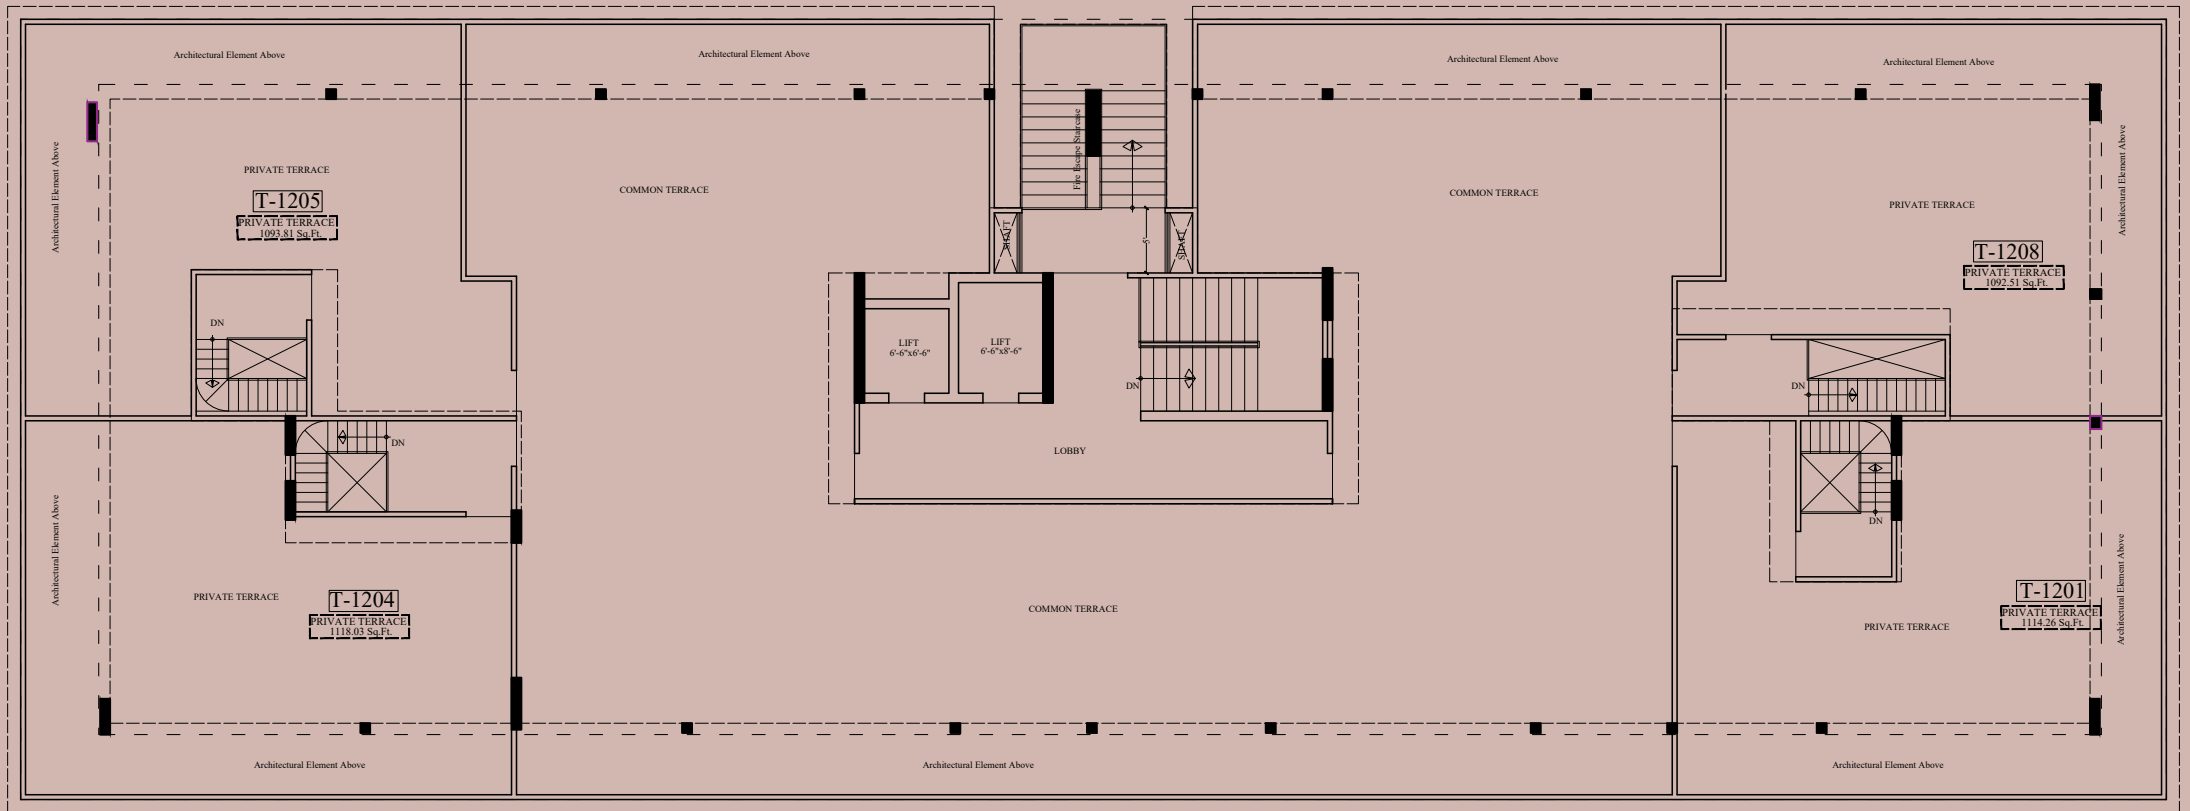 Architectural Element Above
Architectural Element Above
Architectural Element Above
Architectural Element Above
Architectural Element Above
PRIVATE TERRACE
T-1205
PRIVATE TERRACE
1093.81 Sq.Ft.
COMMON TERRACE
Fire Escape Staircase
COMMON TERRACE
PRIVATE TERRACE
T-1208
PRIVATE TERRACE
1092.51 Sq.Ft.
Architectural Element Above
SHAFT
5'
SHAFT
DN
LIFT
6'-6"x6'-6"
LIFT
6'-6"x8'-6"
DN
DN
DN
LOBBY
DN
Architectural Element Above
PRIVATE TERRACE
T-1204
PRIVATE TERRACE
1118.03 Sq.Ft.
COMMON TERRACE
PRIVATE TERRACE
T-1201
PRIVATE TERRACE
1114.26 Sq.Ft.
Architectural Element Above
Architectural Element Above
Architectural Element Above
Architectural Element Above